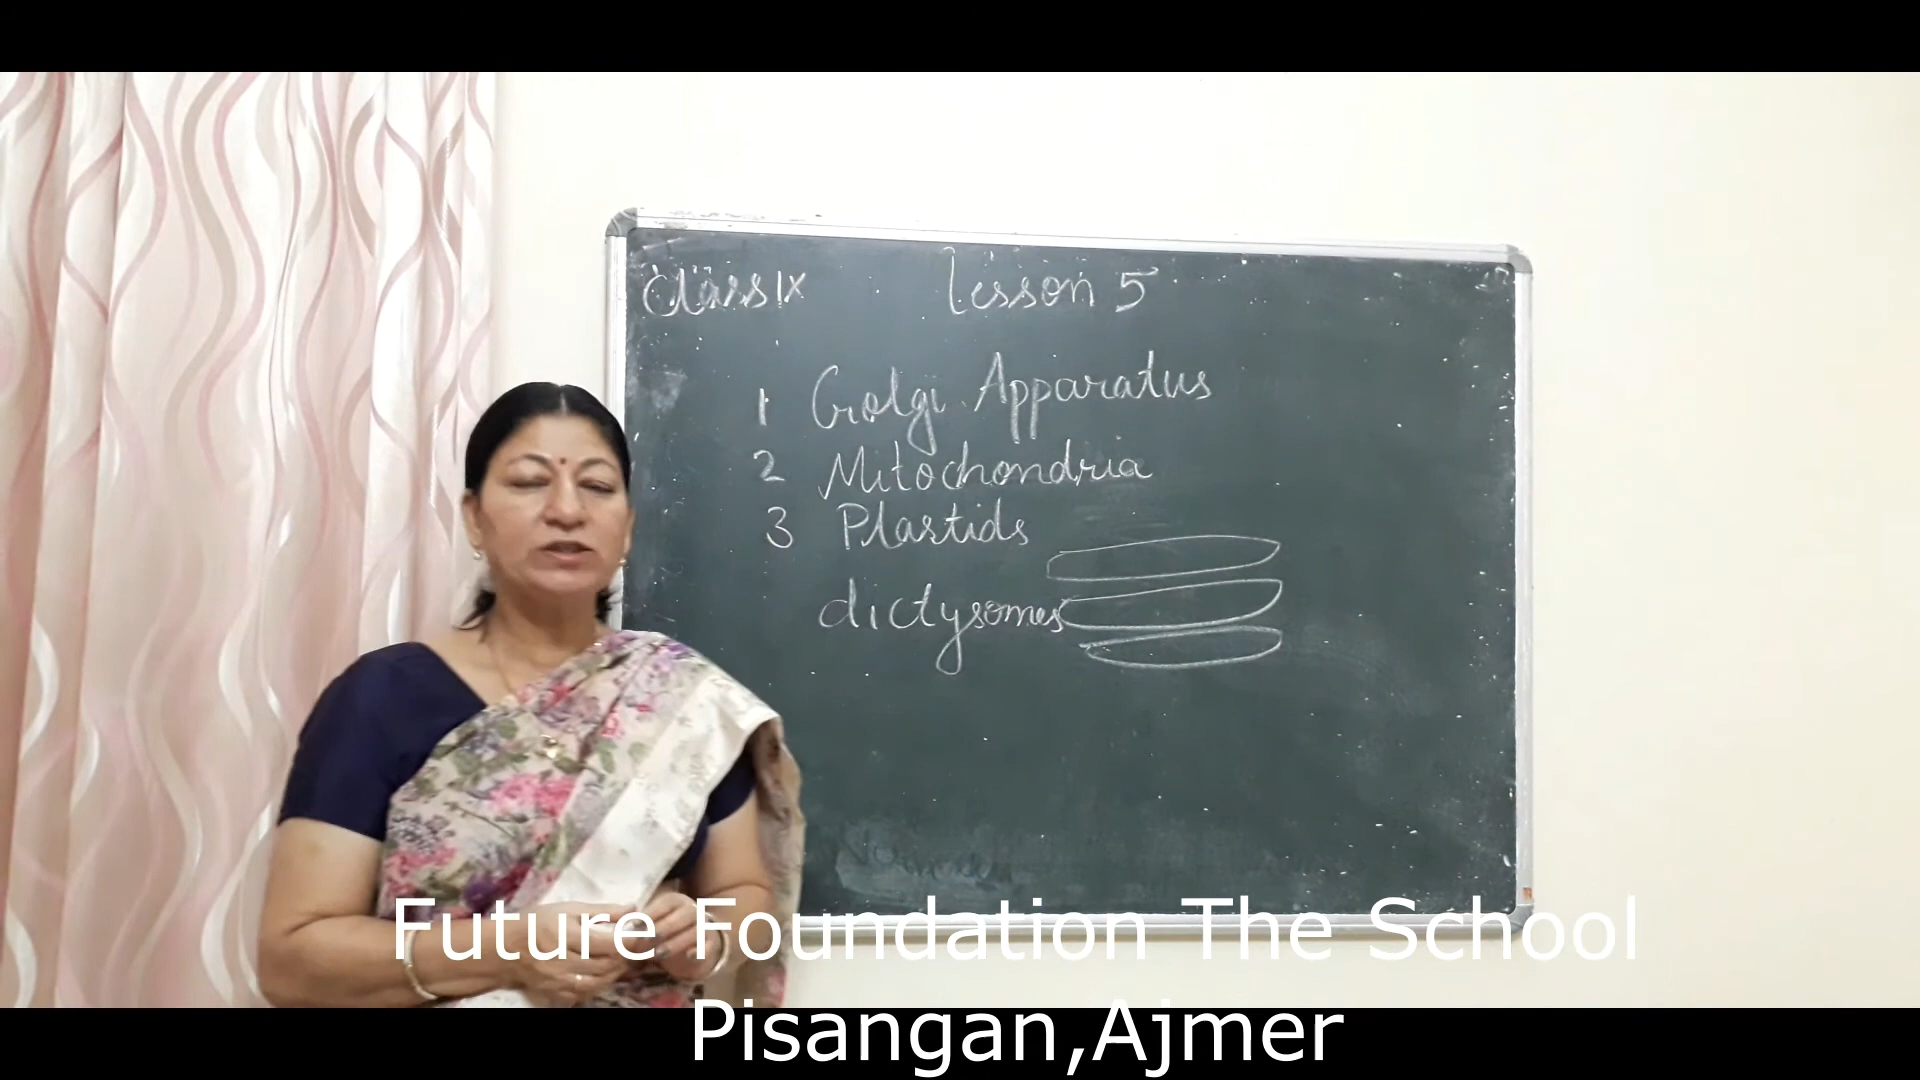 Class IX Lesson 5
1 Golgi Apparatus
2 Mitochondria
3 Plastids
dictysomes
Future Foundation The School
Pisangan,Ajmer